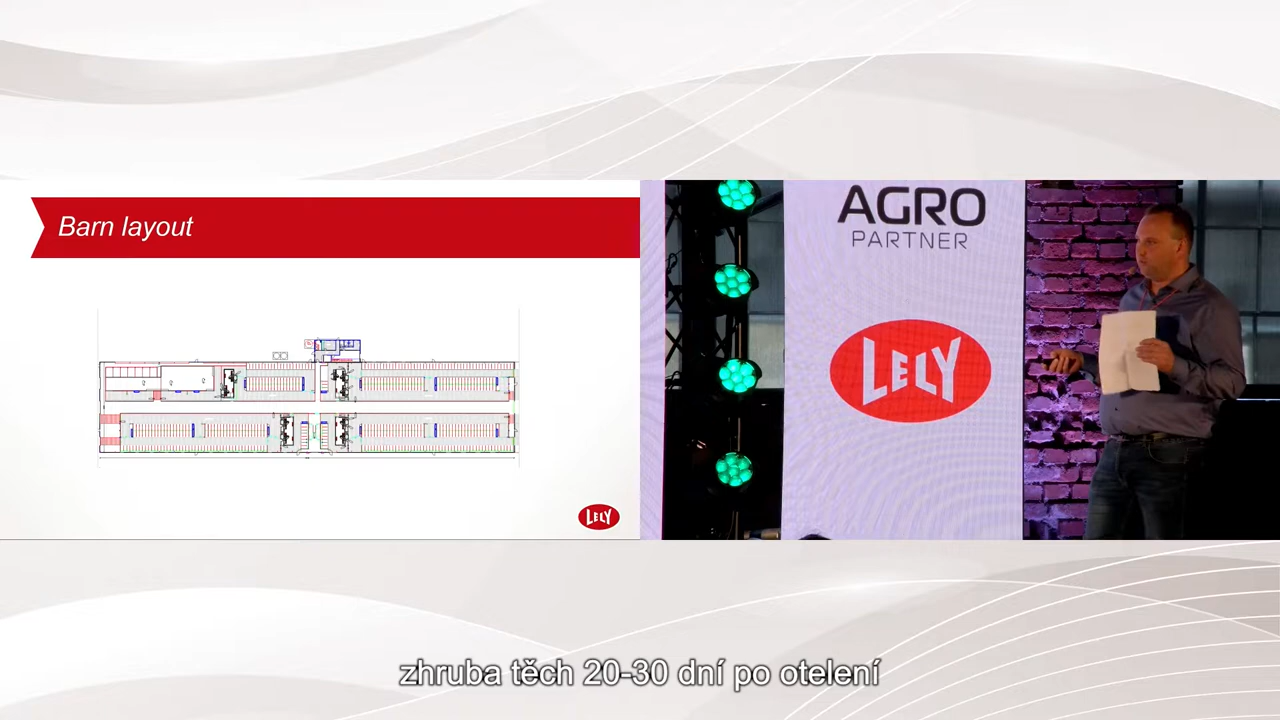 Barn layout
LELY
AGRO
PARTNER
LELY
zhruba těch 20-30 dní po otelení